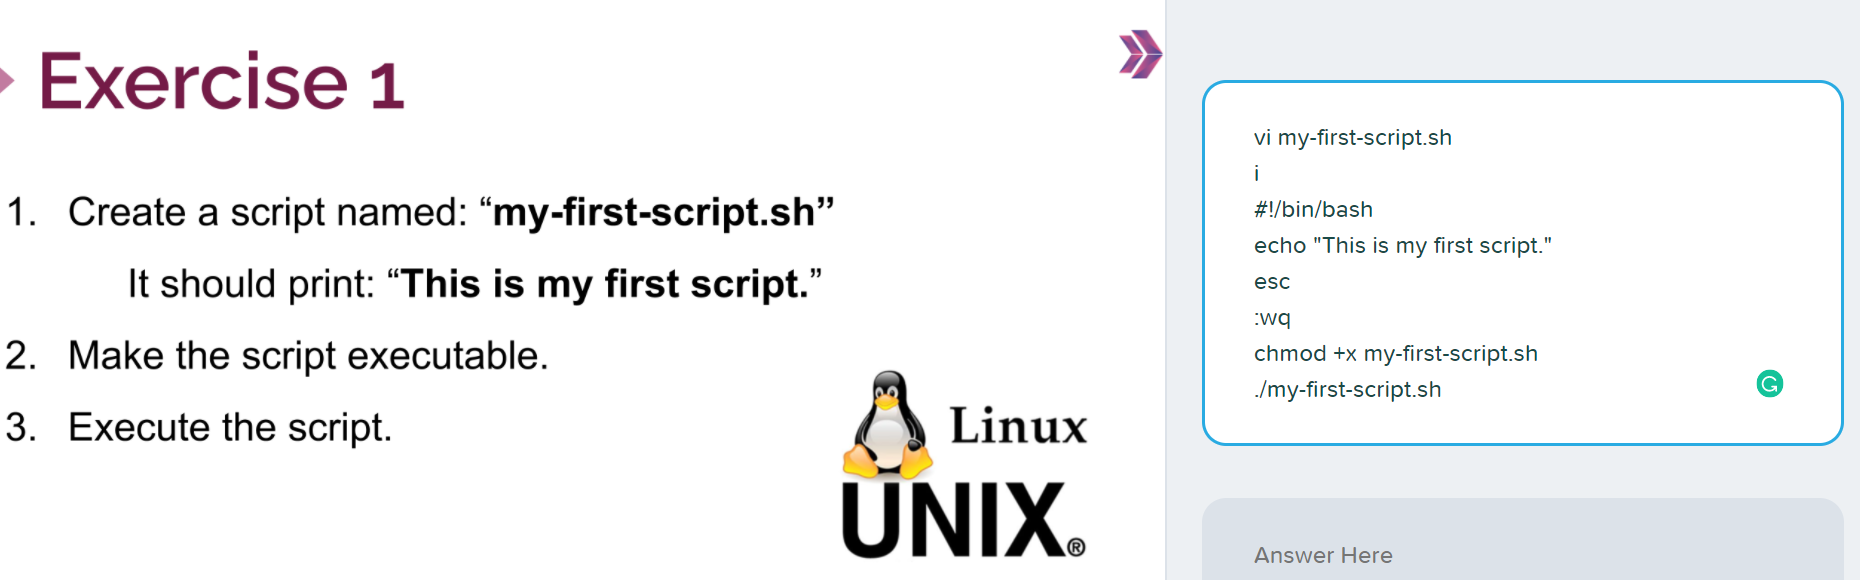 Exercise 1
1. Create a script named: “my-first-script.sh”
It should print: “This is my first script.”
2. Make the script executable.
3. Execute the script.
Linux
UNIX®
vi my-first-script.sh
i
#!/bin/bash
echo "This is my first script."
esc
:wq
chmod +x my-first-script.sh
./my-first-script.sh
Answer Here